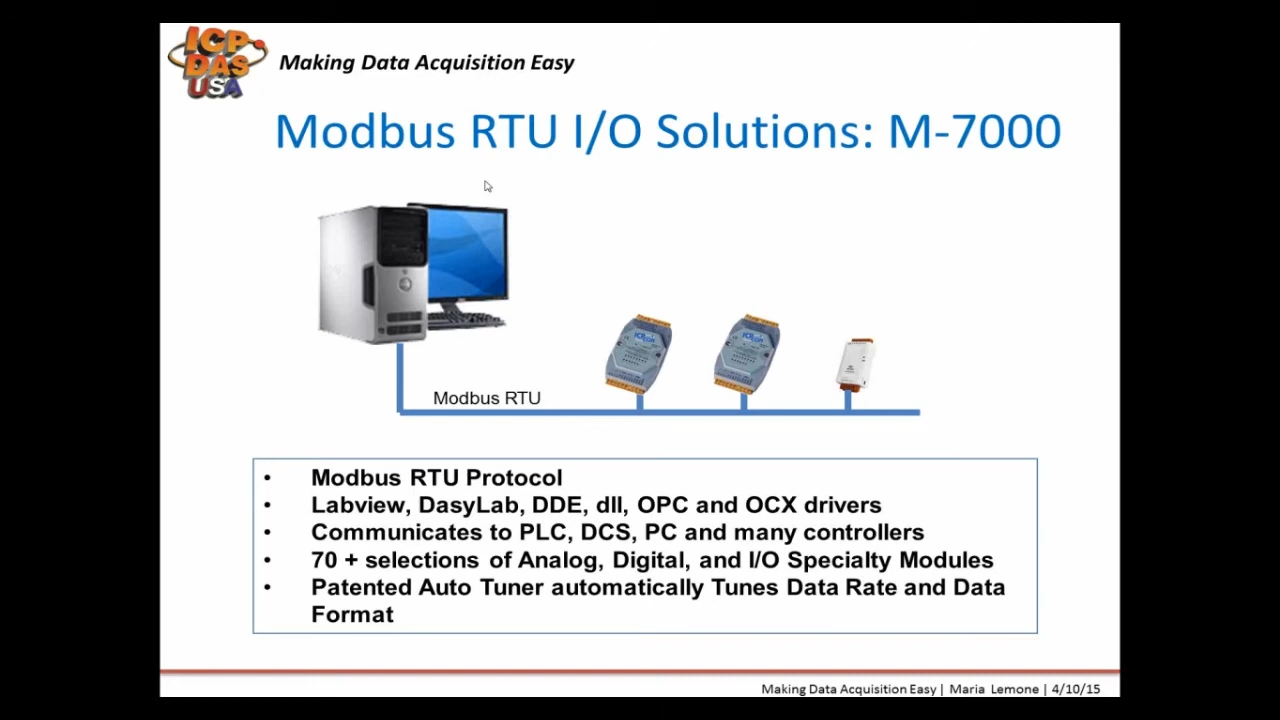 ICP
DAS
USA
Making Data Acquisition Easy
Modbus RTU I/O Solutions: M-7000
Modbus RTU
• Modbus RTU Protocol
• Labview, DasyLab, DDE, dll, OPC and OCX drivers
• Communicates to PLC, DCS, PC and many controllers
• 70 + selections of Analog, Digital, and I/O Specialty Modules
• Patented Auto Tuner automatically Tunes Data Rate and Data
Format
Making Data Acquisition Easy | Maria Lemone | 4/10/15